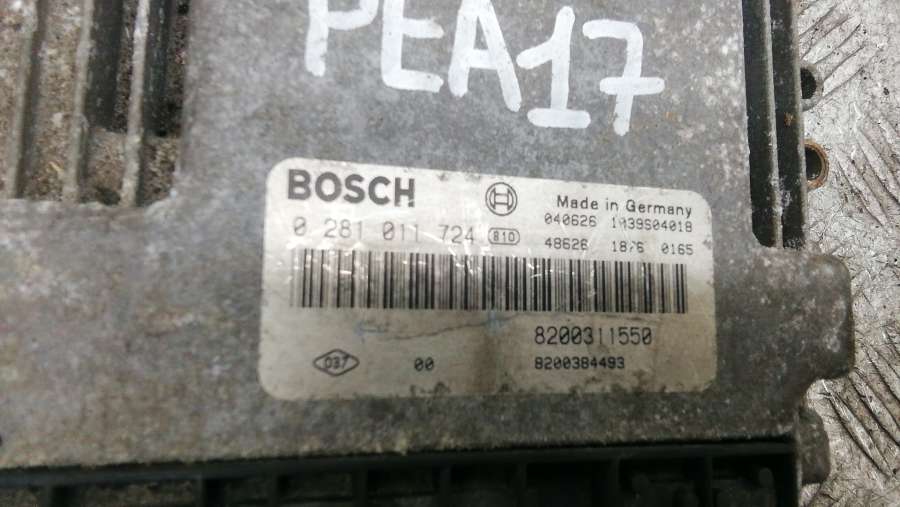 PEA17
BOSCH Made in Germany
0 281 011 724 810 040626 1039S04018
48626 1876 0165
8200311550
037 00 8200384493